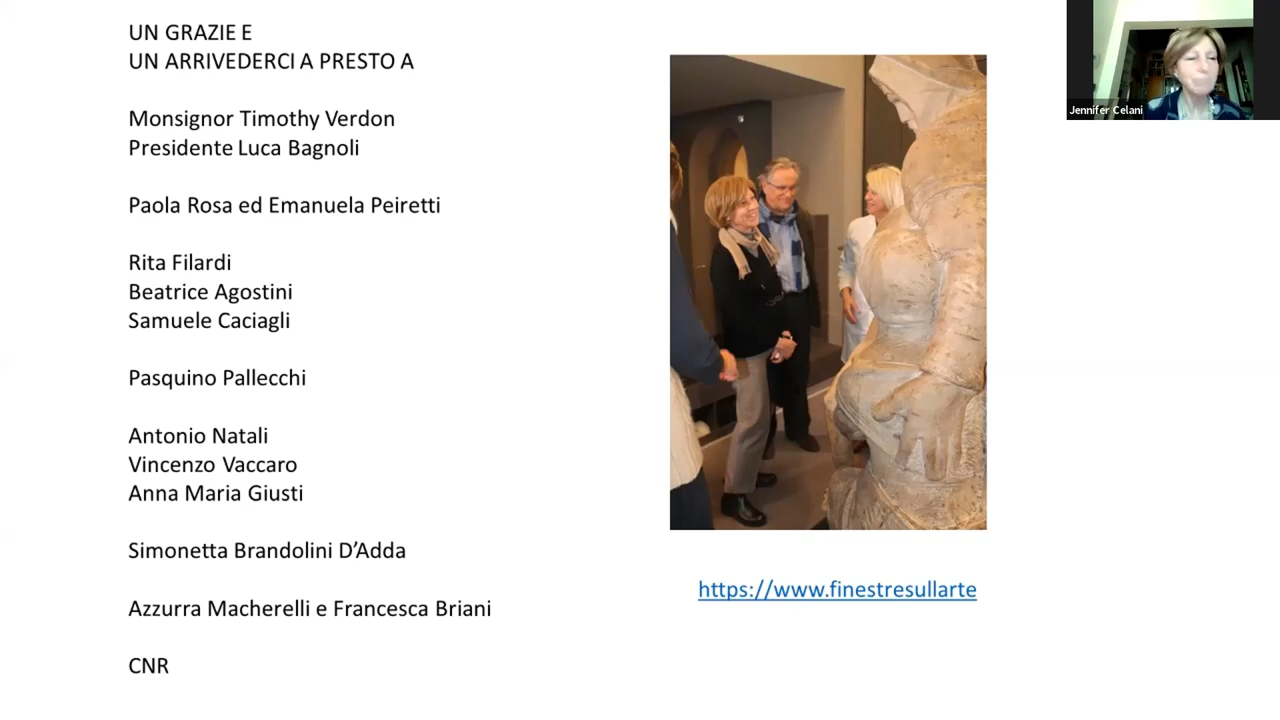 UN GRAZIE E
UN ARRIVEDERCI A PRESTO A
Monsignor Timothy Verdon
Presidente Luca Bagnoli
Paola Rosa ed Emanuela Peiretti
Rita Filardi
Beatrice Agostini
Samuele Caciagli
Pasquino Pallecchi
Antonio Natali
Vincenzo Vaccaro
Anna Maria Giusti
Simonetta Brandolini D’Adda
Azzurra Macherelli e Francesca Briani
CNR
https://www.finestresullarte
Jennifer Celani